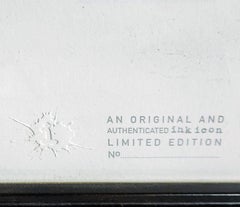 AN ORIGINAL AND
AUTHENTICATED ink icon
LIMITED EDITION
Nº